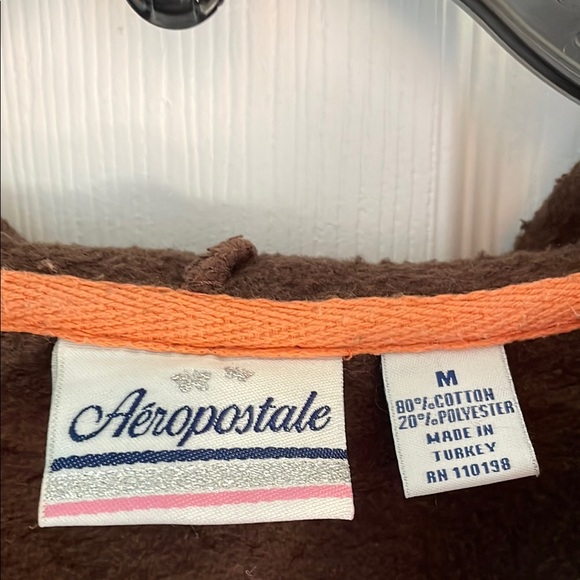 Aéropostale
M
80% COTTON
20% POLYESTER
MADE IN
TURKEY
RN 110198